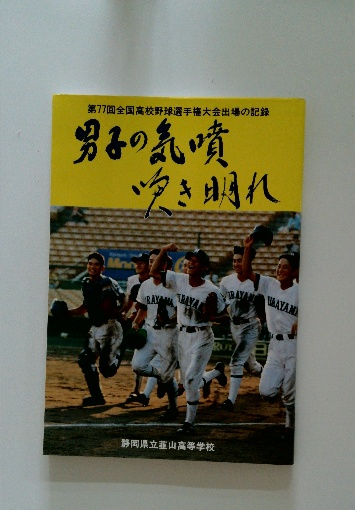 第77回全国高校野球選手権大会出場の記録
男子の気噴
吹き明れ
静岡県立韮山高等学校